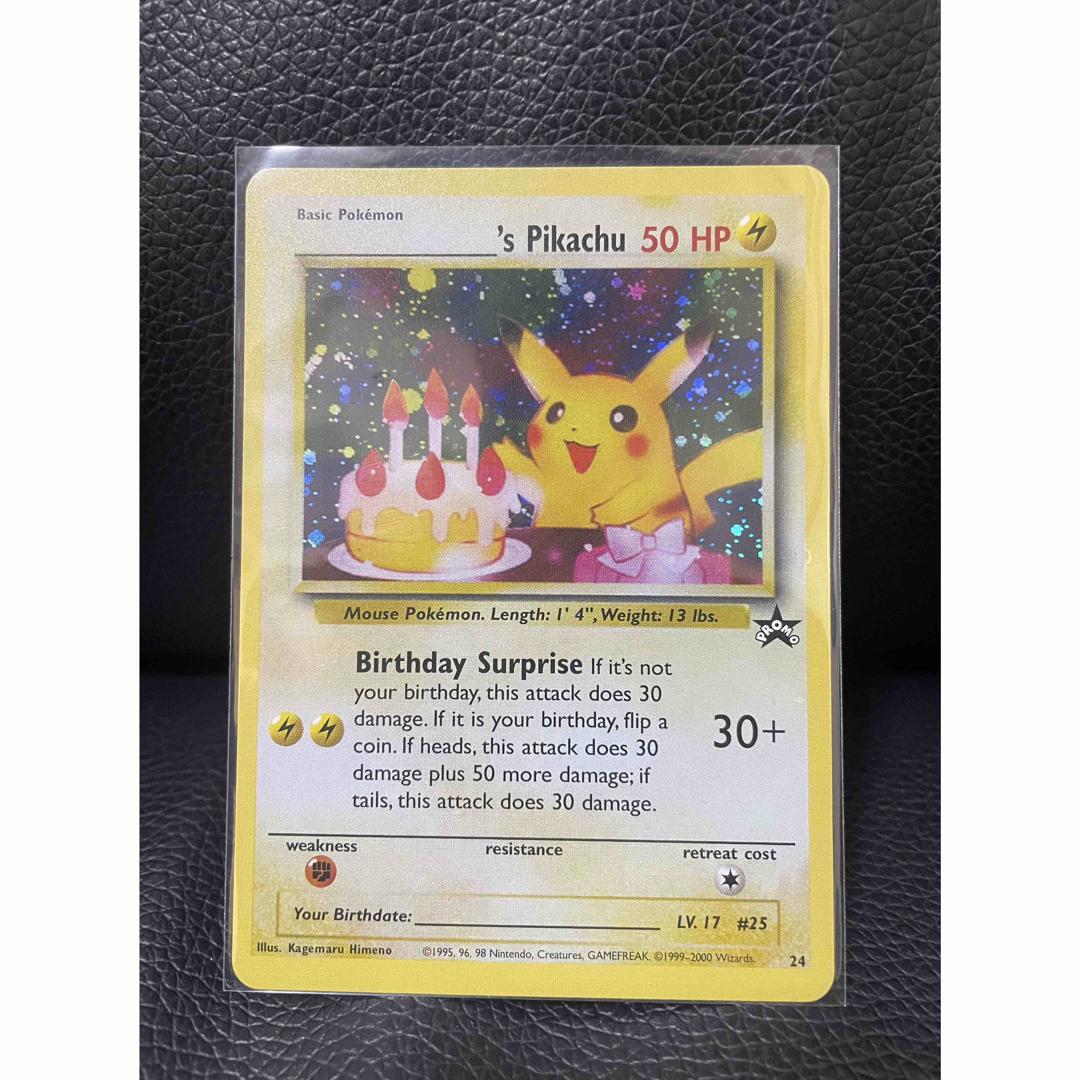 Basic Pokémon
__________'s Pikachu 50 HP
Mouse Pokémon. Length: 1' 4", Weight: 13 lbs.
PROMO
Birthday Surprise If it's not
your birthday, this attack does 30
damage. If it is your birthday, flip a
coin. If heads, this attack does 30
damage plus 50 more damage; if
tails, this attack does 30 damage.
30+
weakness resistance retreat cost
Your Birthdate:__________ LV. 17 #25
Illus. Kagemaru Himeno ©1995, 96, 98 Nintendo, Creatures, GAMEFREAK. ©1999–2000 Wizards. 24